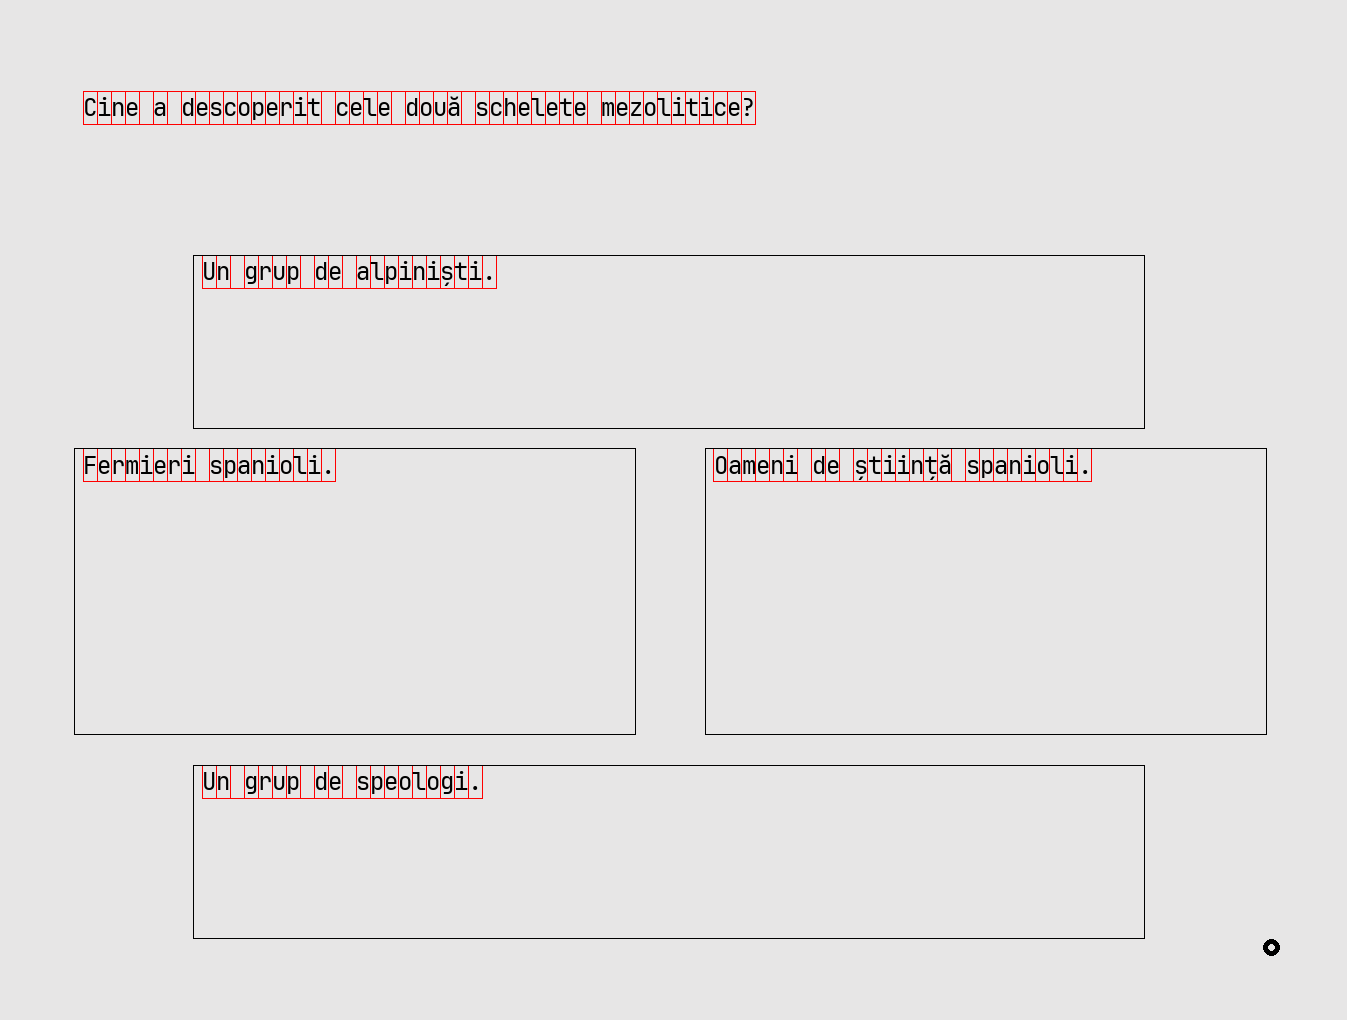 Cine a descoperit cele două schelete mezolitice?
Un grup de alpiniști.
Fermieri spanioli.
Oameni de știință spanioli.
Un grup de speologi.